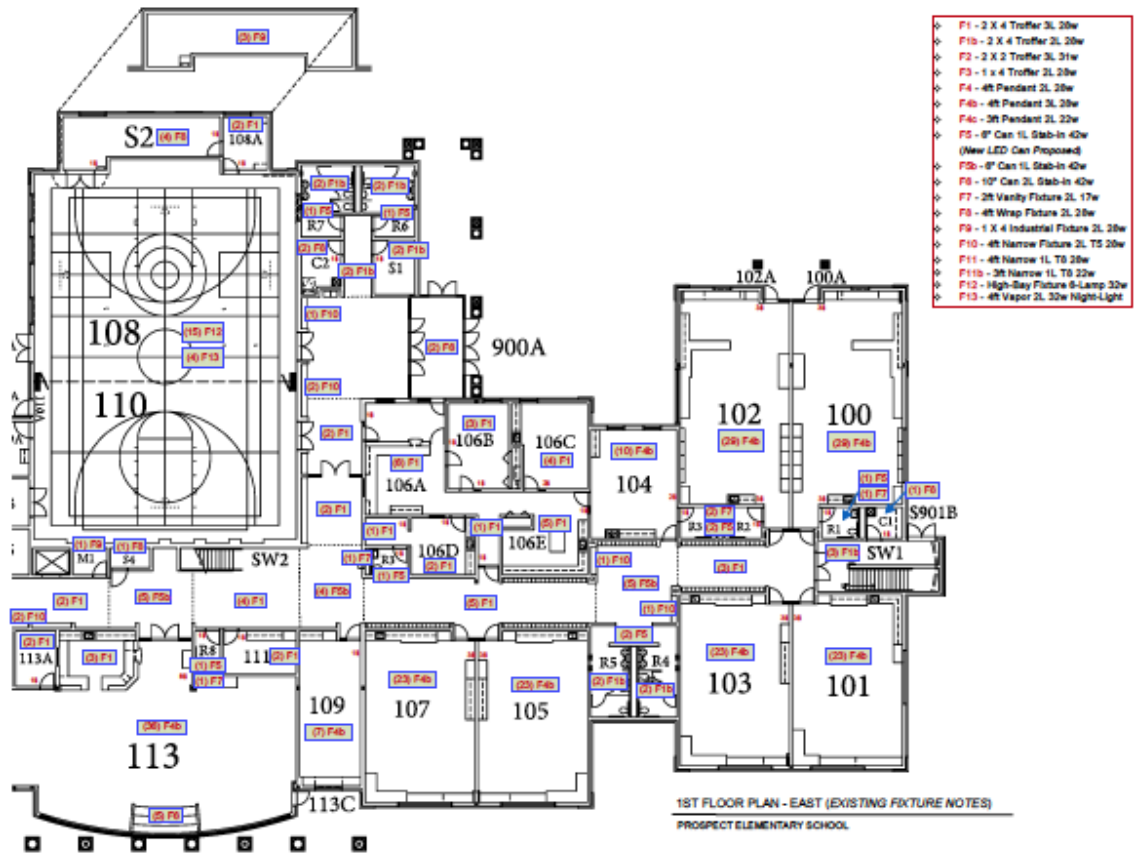 (3) F9
F1 - 2 X 4 Troffer 3L 28w
F1b - 2 X 4 Troffer 2L 28w
F2 - 2 X 2 Troffer 3L 31w
F3 - 1 x 4 Troffer 2L 28w
F4 - 4ft Pendant 2L 28w
F4b - 4ft Pendant 3L 28w
F4c - 3ft Pendant 2L 22w
F5 - 6" Can 1L Stab-in 42w
(New LED Can Proposed)
F5b - 6" Can 1L Stab-in 42w
F6 - 10" Can 2L Stab-in 42w
F7 - 2ft Vanity Fixture 2L 17w
F8 - 4ft Wrap Fixture 2L 28w
F9 - 1 X 4 Industrial Fixture 2L 28w
F10 - 4ft Narrow Fixture 2L T5 28w
F11 - 4ft Narrow 1L T8 28w
F11b - 3ft Narrow 1L T8 22w
F12 - High-Bay Fixture 6-Lamp 32w
F13 - 4ft Vapor 2L 32w Night-Light
S2
(4) F8
(2) F1
108A
(2) F1b
(2) F1b
(1) F5
(1) F5
R7
R6
(2) F8
C2
(2) F1b
(2) F1b
S1
102A
100A
(1) F10
108
(15) F12
(4) F13
(2) F6
900A
110
(2) F10
(2) F1
(3) F1
106B
106C
(4) F1
(6) F1
106A
(10) F4b
104
102
(29) F4b
100
(29) F4b
(1) F5
(1) F7
(1) F8
(2) F1
(1) F1
(1) F1
(5) F1
106E
(2) F7
(2) F5
R3
R2
R1
C1
S901B
(1) F9
M1
(1) F8
S4
SW2
(1) F7
R3
(1) F5
106D
(2) F1
(1) F10
(3) F1
(3) F1b
SW1
(2) F1
(2) F10
(5) F5b
(4) F1
(4) F5b
(5) F1
(5) F5b
(1) F10
(2) F1
113A
(3) F1
R8
(1) F5
(1) F7
111
(2) F1
(2) F5
R5
R4
(2) F1b
(2) F1b
(23) F4b
107
(23) F4b
105
(23) F4b
103
(23) F4b
101
109
(7) F4b
(36) F4b
113
113C
(5) F6
1ST FLOOR PLAN - EAST (EXISTING FIXTURE NOTES)
PROSPECT ELEMENTARY SCHOOL